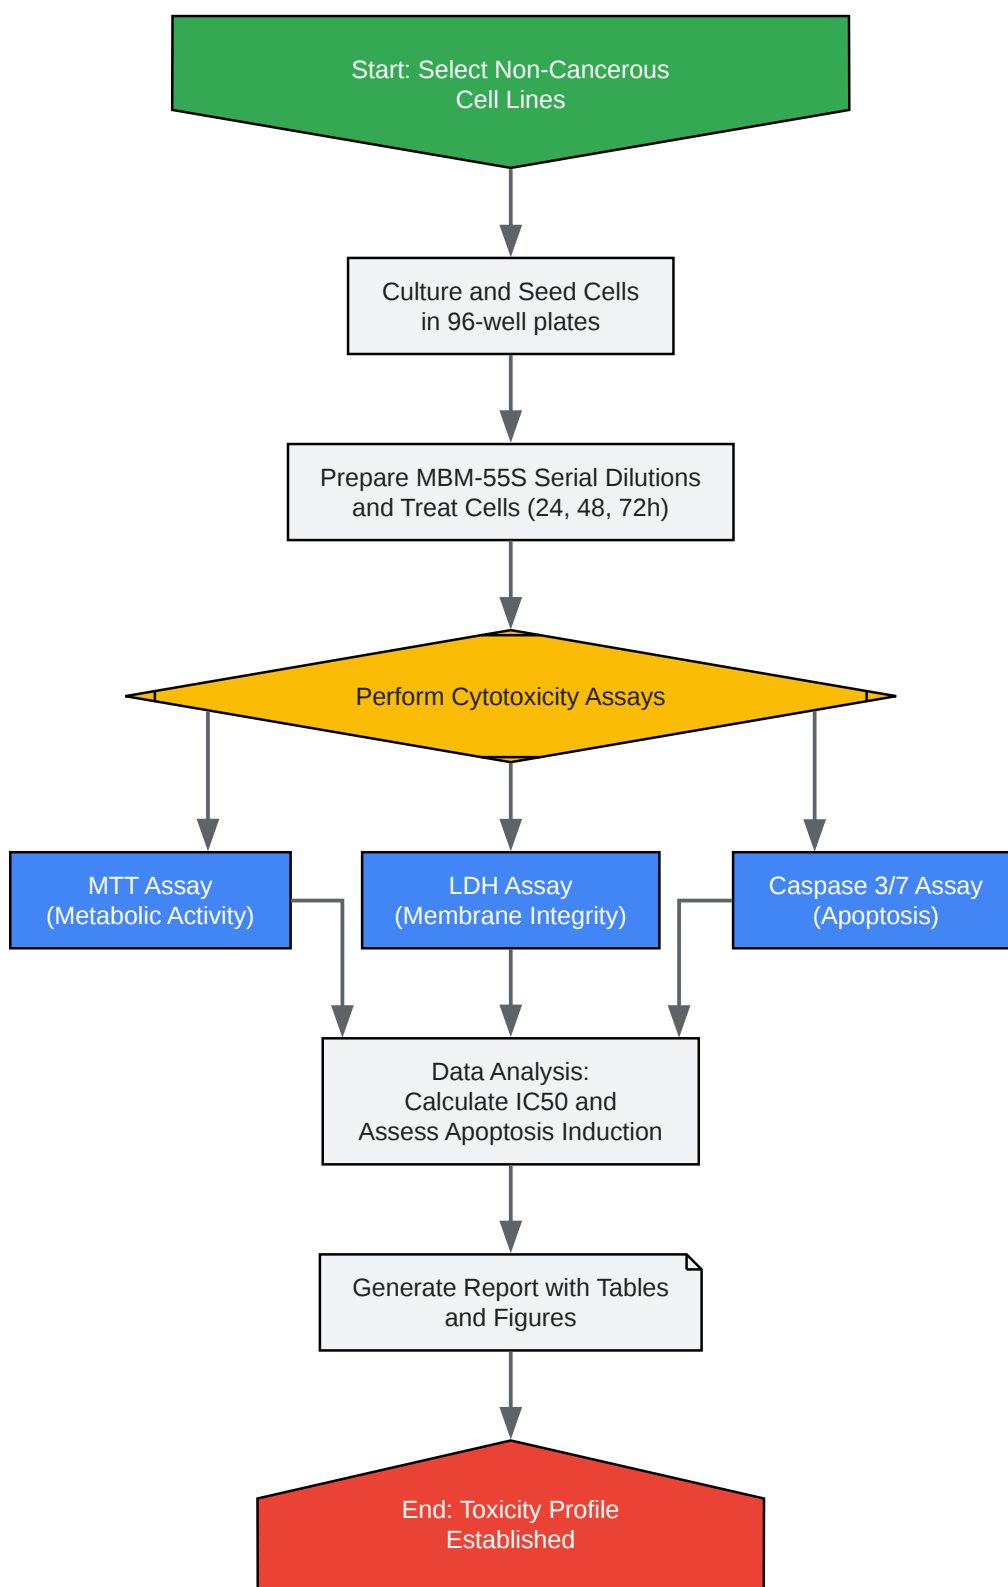 Start: Select Non-Cancerous
Cell Lines
Culture and Seed Cells
in 96-well plates
Prepare MBM-55S Serial Dilutions
and Treat Cells (24, 48, 72h)
Perform Cytotoxicity Assays
MTT Assay
(Metabolic Activity)
LDH Assay
(Membrane Integrity)
Caspase 3/7 Assay
(Apoptosis)
Data Analysis:
Calculate IC50 and
Assess Apoptosis Induction
Generate Report with Tables
and Figures
End: Toxicity Profile
Established